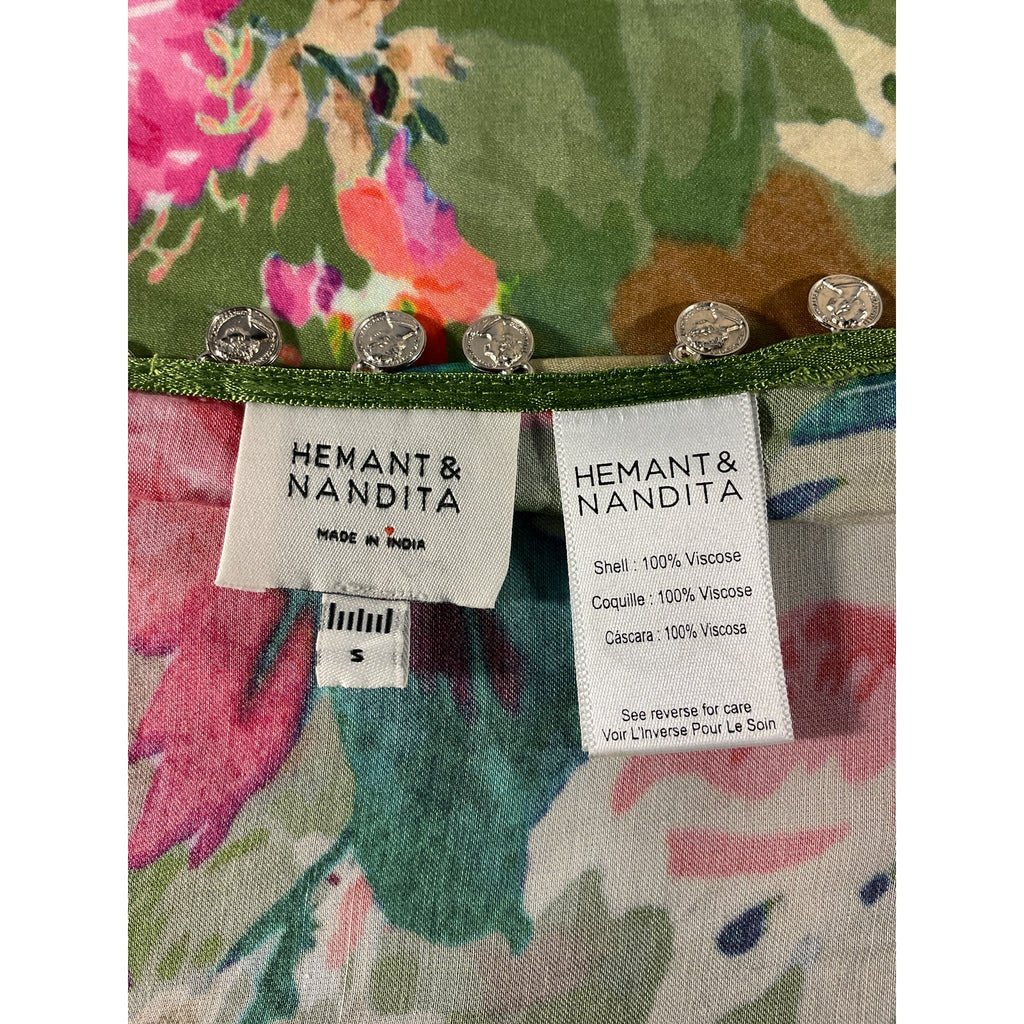 HEMANT &
NANDITA
MADE IN INDIA
S
HEMANT &
NANDITA
Shell : 100% Viscose
Coquille : 100% Viscose
Cáscara : 100% Viscosa
See reverse for care
Voir L'Inverse Pour Le Soin